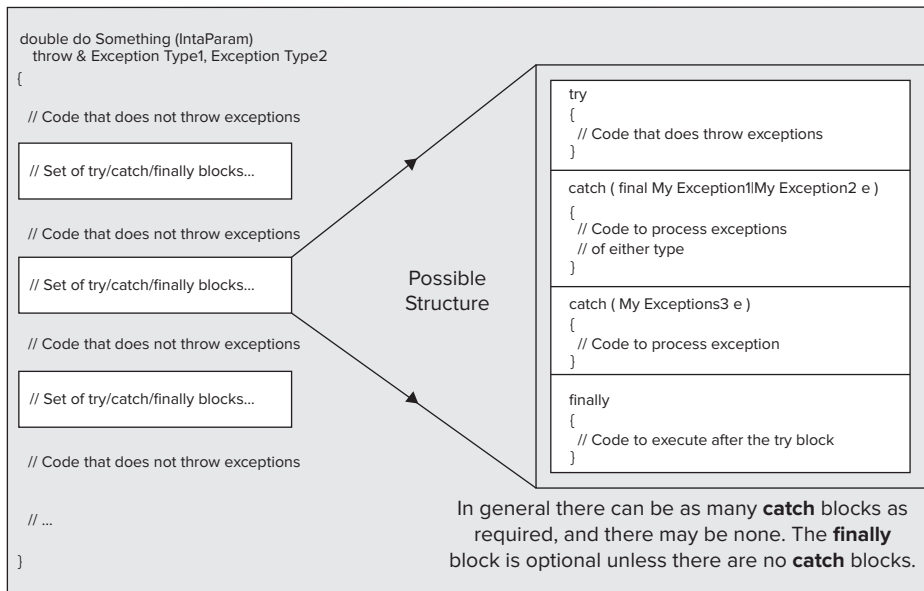 double do Something (IntaParam)
throw & Exception Type1, Exception Type2
{
// Code that does not throw exceptions
// Set of try/catch/finally blocks...
// Code that does not throw exceptions
// Set of try/catch/finally blocks...
// Code that does not throw exceptions
// Set of try/catch/finally blocks...
// Code that does not throw exceptions
// ...
}
Possible
Structure
try
{
// Code that does throw exceptions
}
catch ( final My Exception1|My Exception2 e )
{
// Code to process exceptions
// of either type
}
catch ( My Exceptions3 e )
{
// Code to process exception
}
finally
{
// Code to execute after the try block
}
In general there can be as many catch blocks as
required, and there may be none. The finally
block is optional unless there are no catch blocks.